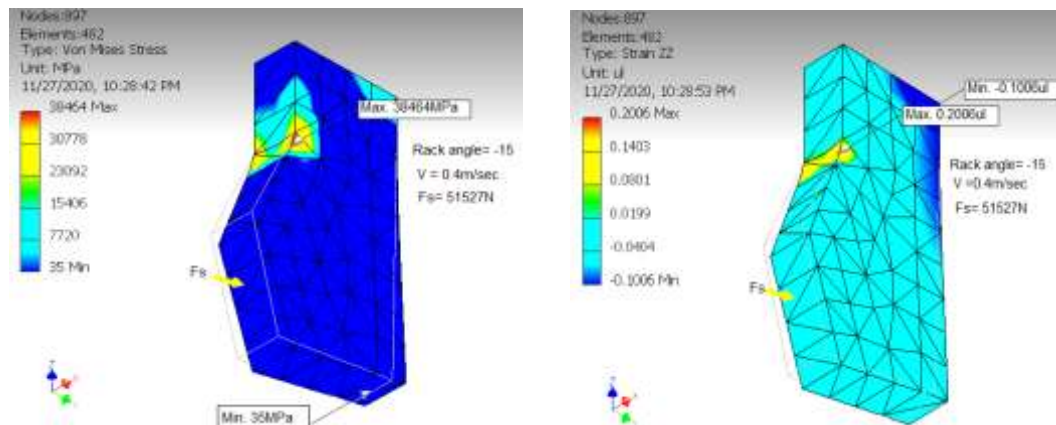 Nodes:897
Elements:482
Type: Von Mises Stress
Unit: MPa
11/27/2020, 10:28:42 PM
38464 Max
30778
23092
15406
7720
35 Min
Max. 38464MPa
Rack angle= -15
V = 0.4m/sec
Fs= 51527N
Fs
Min. 35MPa
Nodes:897
Elements:482
Type: Strain ZZ
Unit: ul
11/27/2020, 10:28:53 PM
0.2006 Max
0.1403
0.0801
0.0199
-0.0404
-0.1006 Min
Min. -0.1006ul
Max. 0.2006ul
Rack angle= -15
V =0.4m/sec
Fs= 51527N
Fs